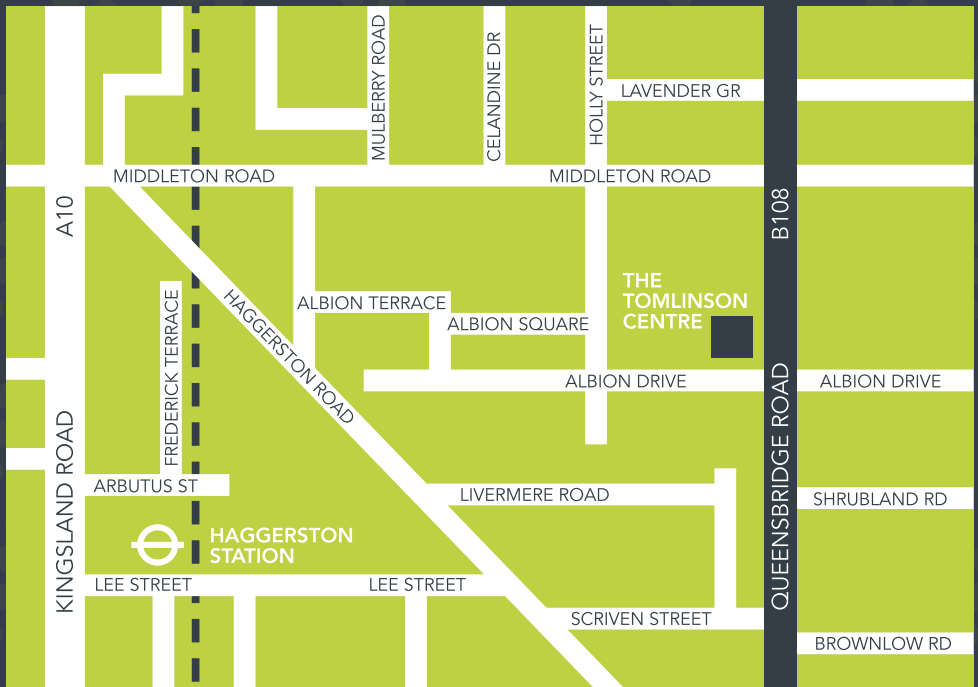 MULBERRY ROAD
CELANDINE DR
HOLLY STREET
LAVENDER GR
MIDDLETON ROAD
MIDDLETON ROAD
A10
B108
THE
TOMLINSON
CENTRE
HAGGERSTON ROAD
ALBION TERRACE
ALBION SQUARE
FREDERICK TERRACE
ALBION DRIVE
ALBION DRIVE
KINGSLAND ROAD
QUEENSBRIDGE ROAD
ARBUTUS ST
LIVERMERE ROAD
SHRUBLAND RD
HAGGERSTON
STATION
LEE STREET
LEE STREET
SCRIVEN STREET
BROWNLOW RD